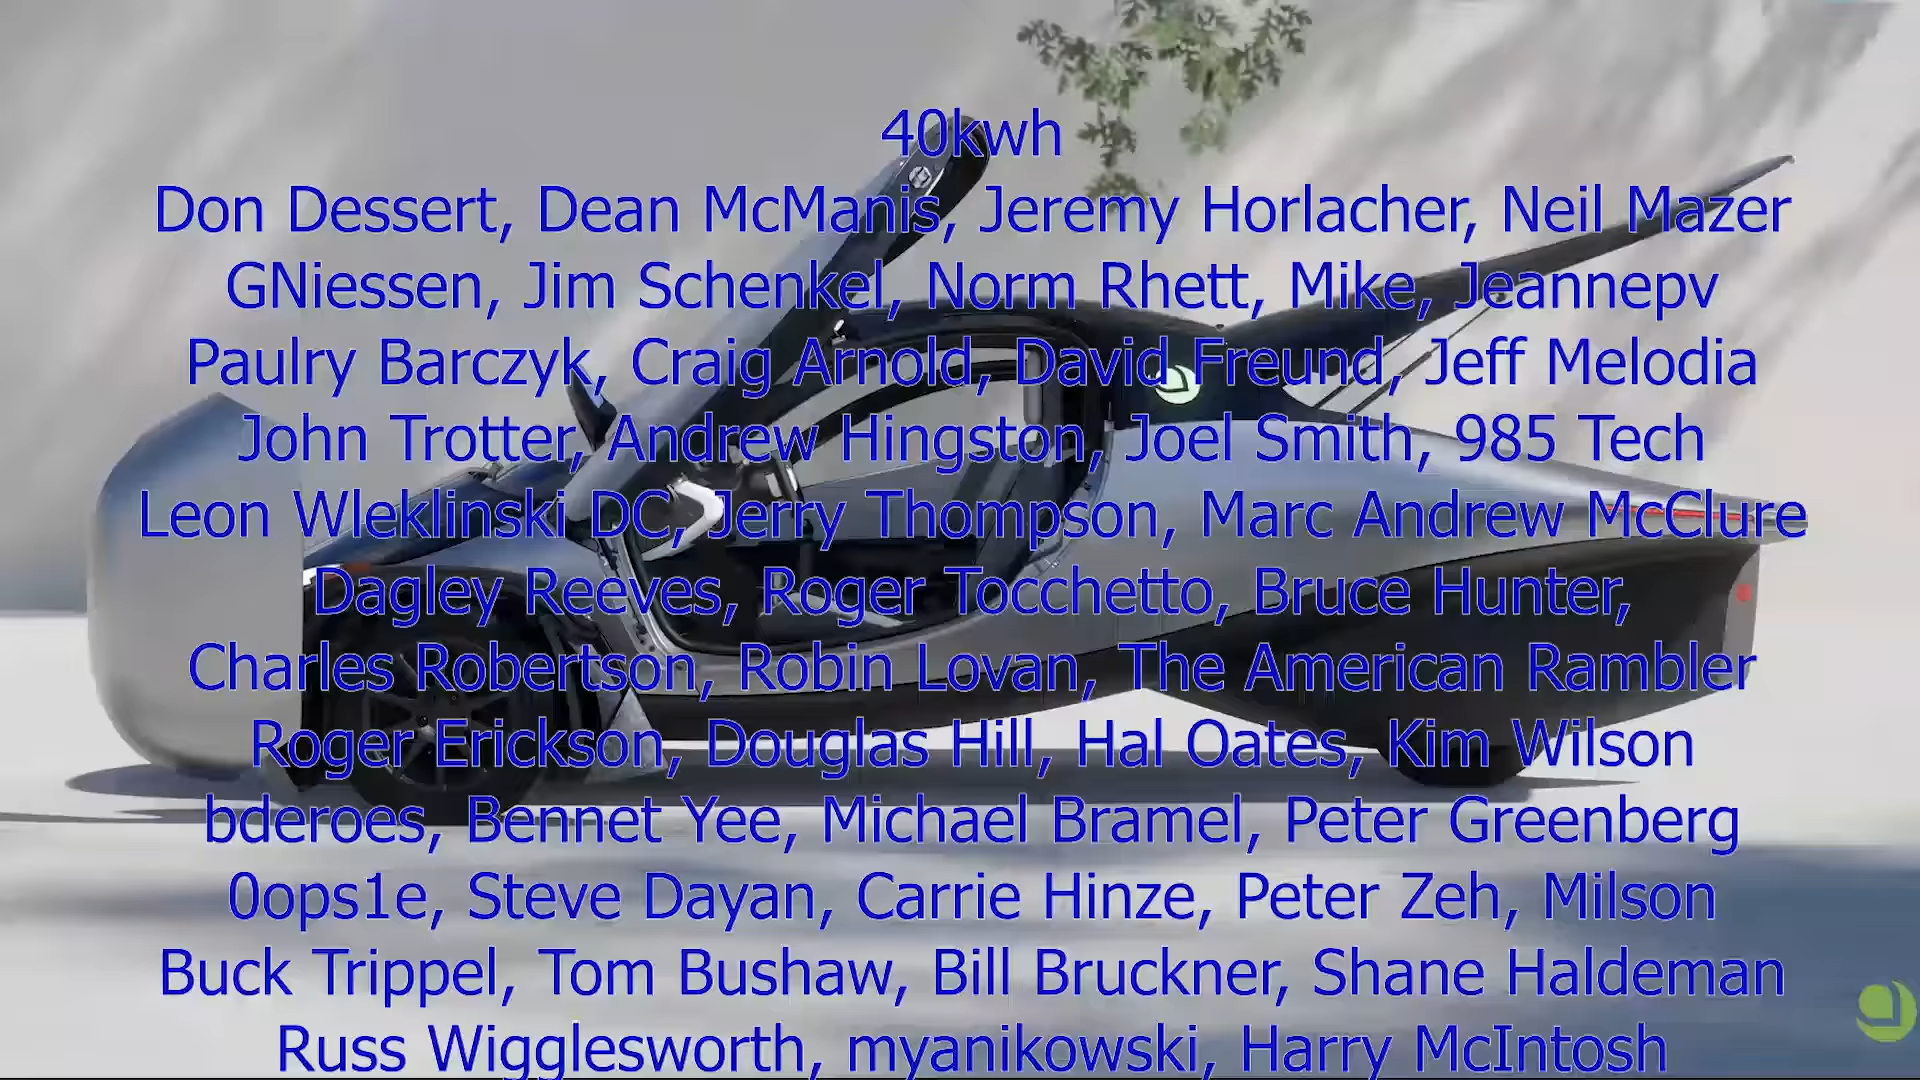 40kwh
Don Dessert, Dean McManis, Jeremy Horlacher, Neil Mazer
GNiessen, Jim Schenkel, Norm Rhett, Mike, Jeannepv
Paulry Barczyk, Craig Arnold, David Freund, Jeff Melodia
John Trotter, Andrew Hingston, Joel Smith, 985 Tech
Leon Wleklinski DC, Jerry Thompson, Marc Andrew McClure
Dagley Reeves, Roger Tocchetto, Bruce Hunter,
Charles Robertson, Robin Lovan, The American Rambler
Roger Erickson, Douglas Hill, Hal Oates, Kim Wilson
bderoes, Bennet Yee, Michael Bramel, Peter Greenberg
0ops1e, Steve Dayan, Carrie Hinze, Peter Zeh, Milson
Buck Trippel, Tom Bushaw, Bill Bruckner, Shane Haldeman
Russ Wigglesworth, myanikowski, Harry McIntosh